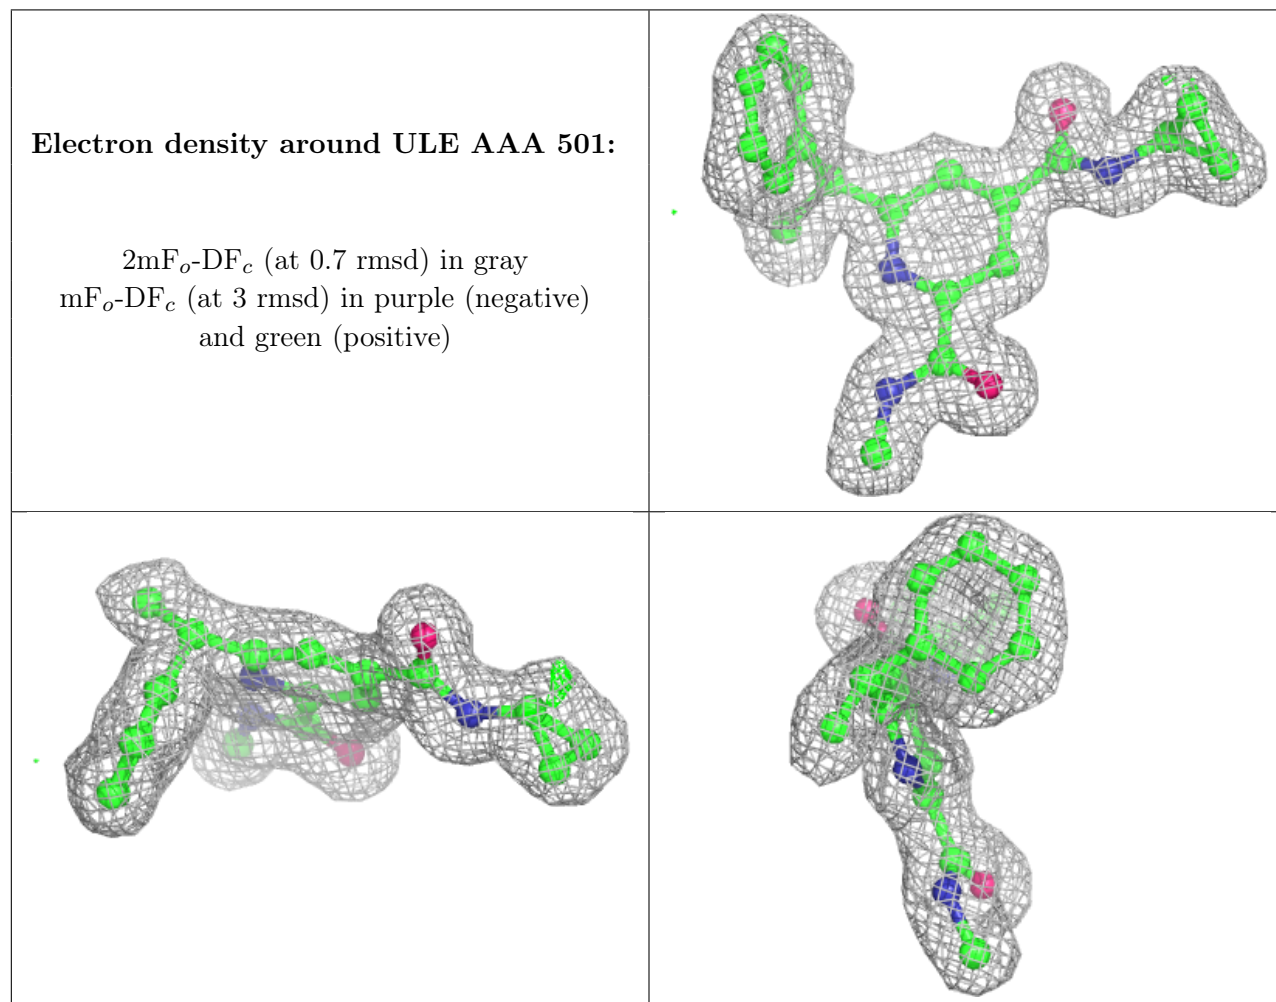 Electron density around ULE AAA 501:
2mFₒ-DF𝒸 (at 0.7 rmsd) in gray
mFₒ-DF𝒸 (at 3 rmsd) in purple (negative)
and green (positive)